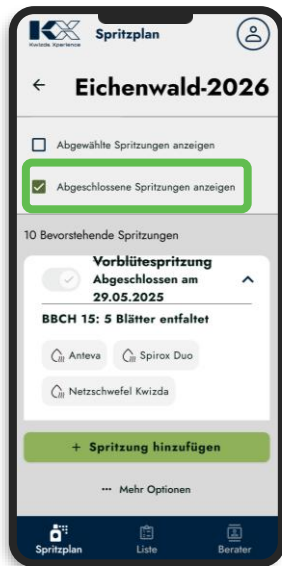 KX
Kwizda Xperience
Spritzplan
Eichenwald-2026
Abgewählte Spritzungen anzeigen
Abgeschlossene Spritzungen anzeigen
10 Bevorstehende Spritzungen
Vorblütespritzung
Abgeschlossen am
29.05.2025
BBCH 15: 5 Blätter entfaltet
Anteva
Spirox Duo
Netzschwefel Kwizda
+ Spritzung hinzufügen
··· Mehr Optionen
Spritzplan
Liste
Berater